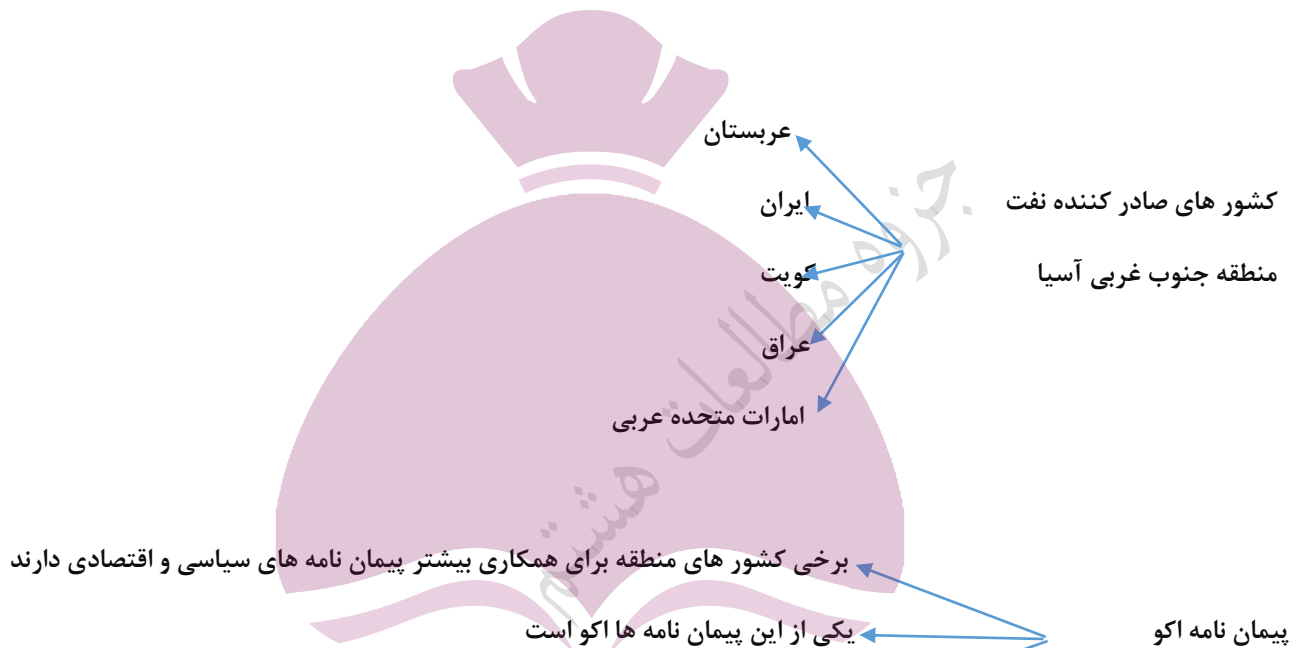 عربستان
کشور های صادر کننده نفت
ایران
منطقه جنوب غربی آسیا
کویت
عراق
امارات متحده عربی
جزوه مطالعات هشتم
برخی کشور های منطقه برای همکاری بیشتر پیمان نامه های سیاسی و اقتصادی دارند
پیمان نامه اکو
یکی از این پیمان نامه ها اکو است